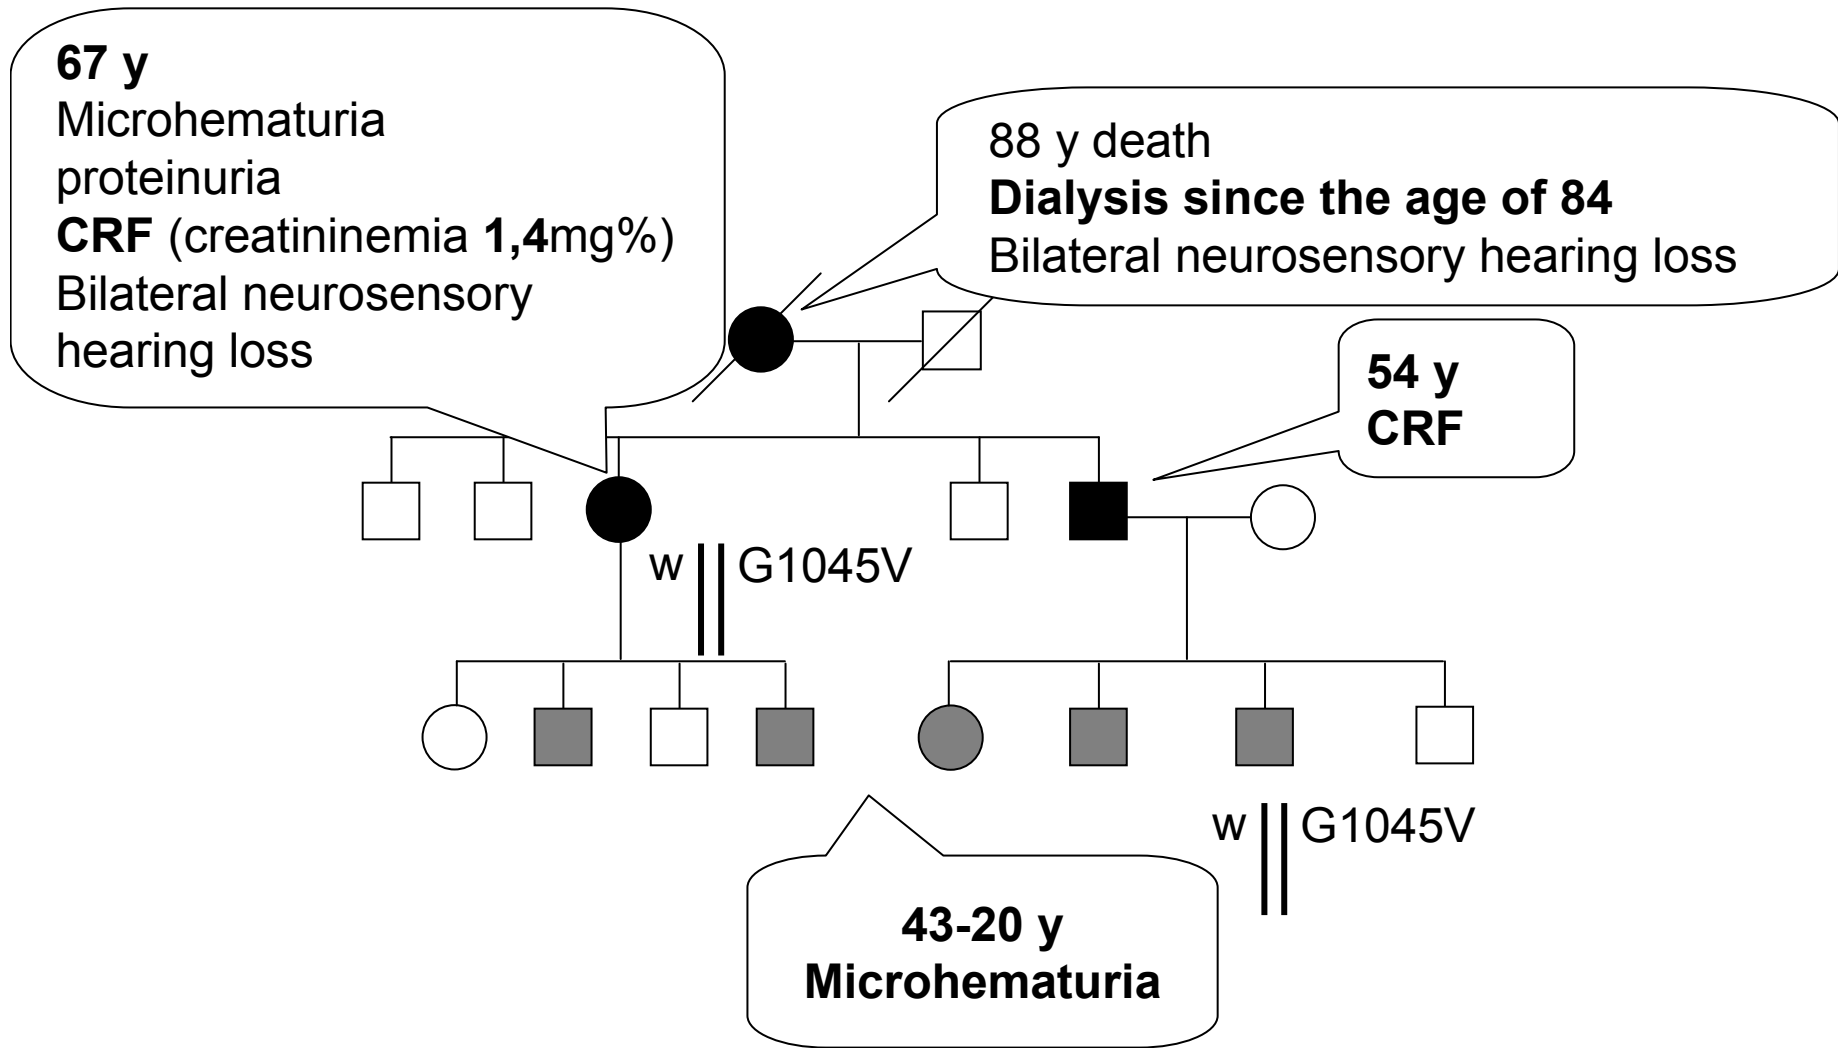 67 y
Microhematuria
proteinuria
CRF (creatininemia 1,4mg%)
Bilateral neurosensory
hearing loss
88 y death
Dialysis since the age of 84
Bilateral neurosensory hearing loss
54 y
CRF
w G1045V
w G1045V
43-20 y
Microhematuria